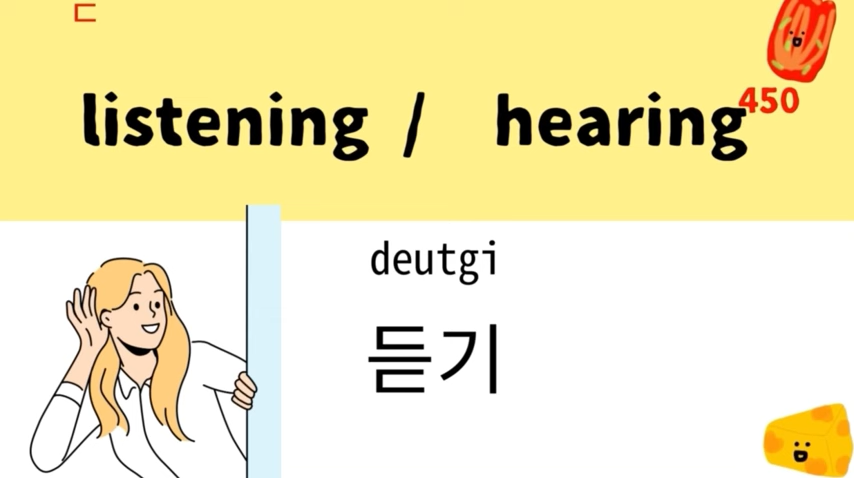 ㄷ
listening / hearing
450
deutgi
듣기